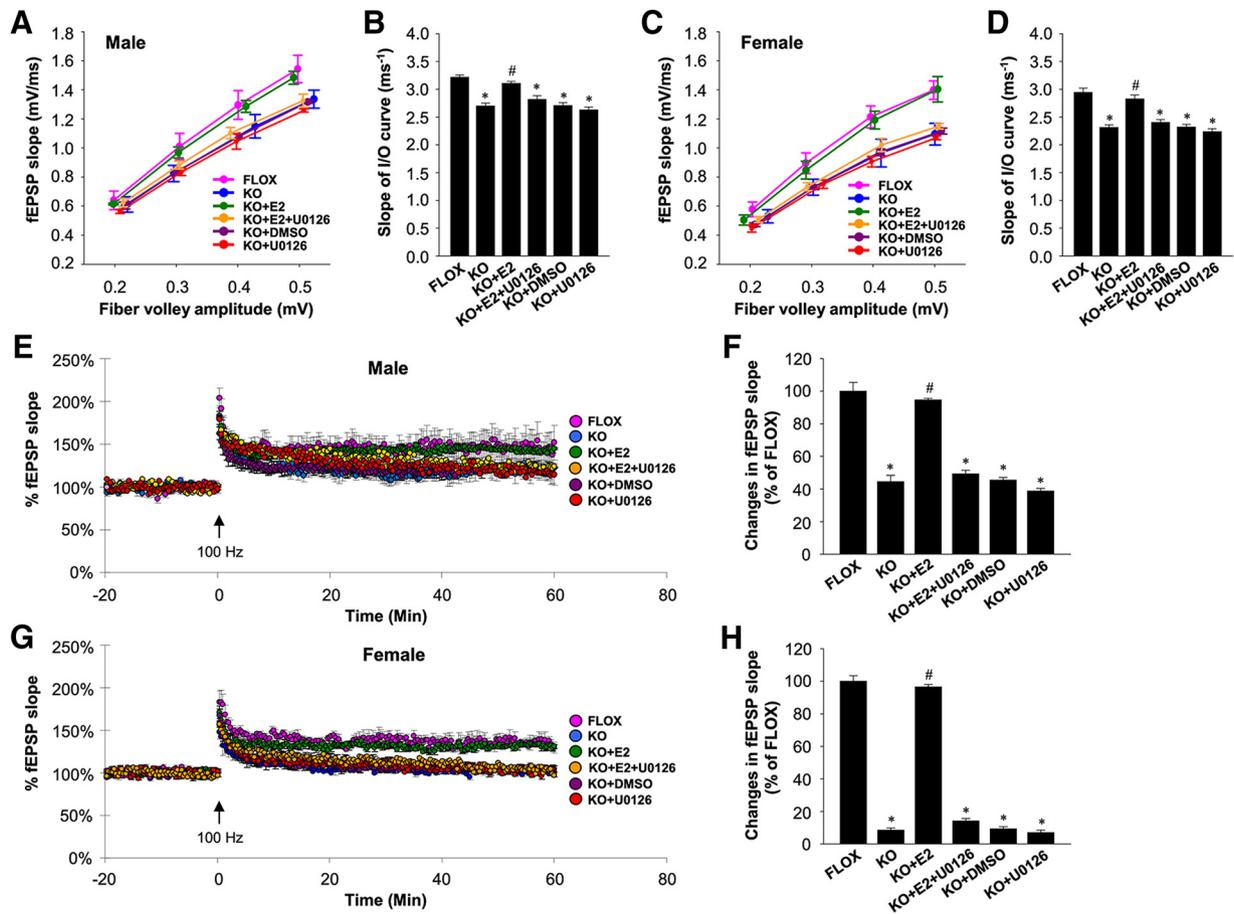 A
Male
fEPSP slope (mV/ms)
1.8
1.6
1.4
1.2
1.0
0.8
0.6
0.4
0.2
FLOX
KO
KO+E2
KO+E2+U0126
KO+DMSO
KO+U0126
0.2 0.3 0.4 0.5
Fiber volley amplitude (mV)
B
Slope of I/O curve (ms-1)
4.0
3.5
3.0
2.5
2.0
1.5
1.0
0.5
0.0
* # * * *
FLOX KO KO+E2 KO+E2+U0126 KO+DMSO KO+U0126
C
Female
fEPSP slope (mV/ms)
1.8
1.6
1.4
1.2
1.0
0.8
0.6
0.4
0.2
FLOX
KO
KO+E2
KO+E2+U0126
KO+DMSO
KO+U0126
0.2 0.3 0.4 0.5
Fiber volley amplitude (mV)
D
Slope of I/O curve (ms-1)
4.0
3.5
3.0
2.5
2.0
1.5
1.0
0.5
0.0
* # * * *
FLOX KO KO+E2 KO+E2+U0126 KO+DMSO KO+U0126
E
Male
% fEPSP slope
250%
200%
150%
100%
50%
0%
FLOX
KO
KO+E2
KO+E2+U0126
KO+DMSO
KO+U0126
100 Hz
-20 0 20 40 60 80
Time (Min)
F
Changes in fEPSP slope
(% of FLOX)
120
100
80
60
40
20
0
* # * * *
FLOX KO KO+E2 KO+E2+U0126 KO+DMSO KO+U0126
G
Female
% fEPSP slope
250%
200%
150%
100%
50%
0%
FLOX
KO
KO+E2
KO+E2+U0126
KO+DMSO
KO+U0126
100 Hz
-20 0 20 40 60 80
Time (Min)
H
Changes in fEPSP slope
(% of FLOX)
120
100
80
60
40
20
0
* # * * *
FLOX KO KO+E2 KO+E2+U0126 KO+DMSO KO+U0126